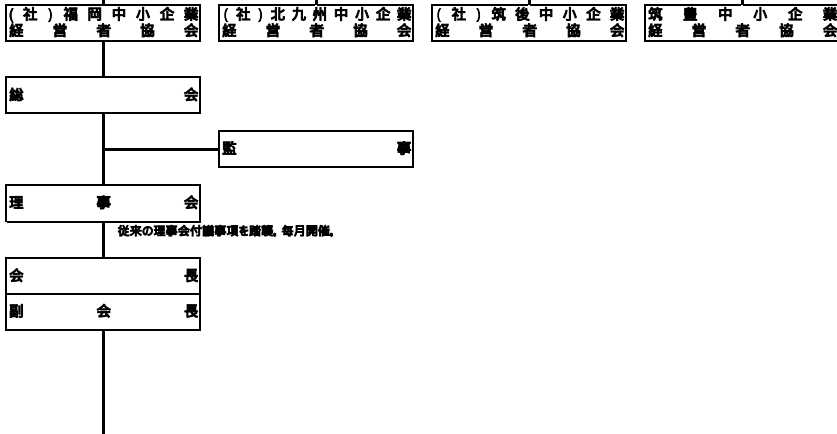 (社)福岡中小企業
経営者協会
(社)北九州中小企業
経営者協会
(社)筑後中小企業
経営者協会
筑豊中小企業
経営者協会
総会
監事
理事会
従来の理事会付議事項を踏襲。毎月開催。
会長
副会長